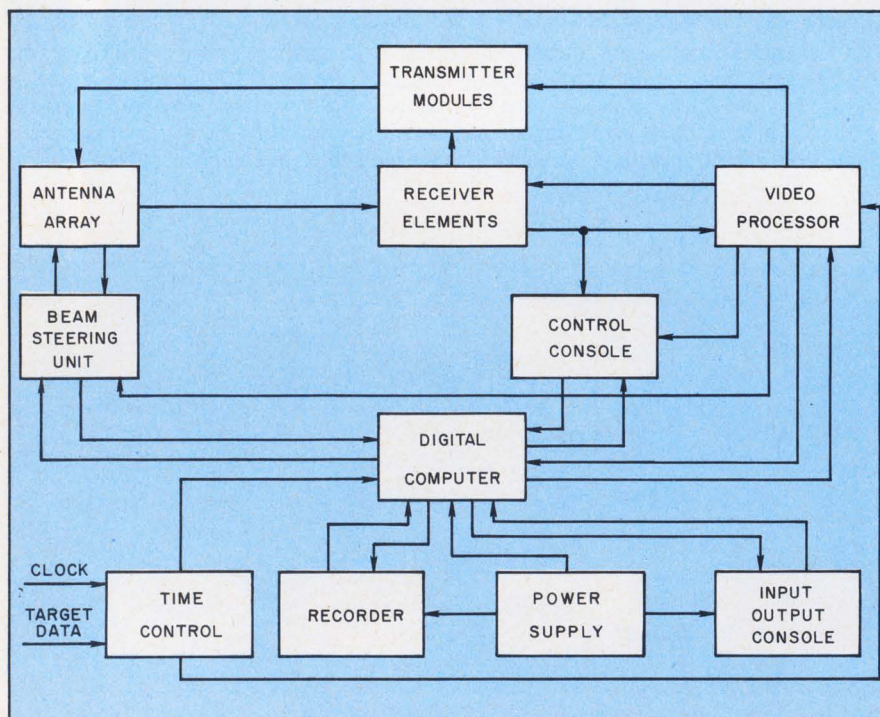 TRANSMITTER
MODULES
ANTENNA
ARRAY
RECEIVER
ELEMENTS
VIDEO
PROCESSOR
BEAM
STEERING
UNIT
CONTROL
CONSOLE
DIGITAL
COMPUTER
CLOCK
TARGET
DATA
TIME
CONTROL
RECORDER
POWER
SUPPLY
INPUT
OUTPUT
CONSOLE